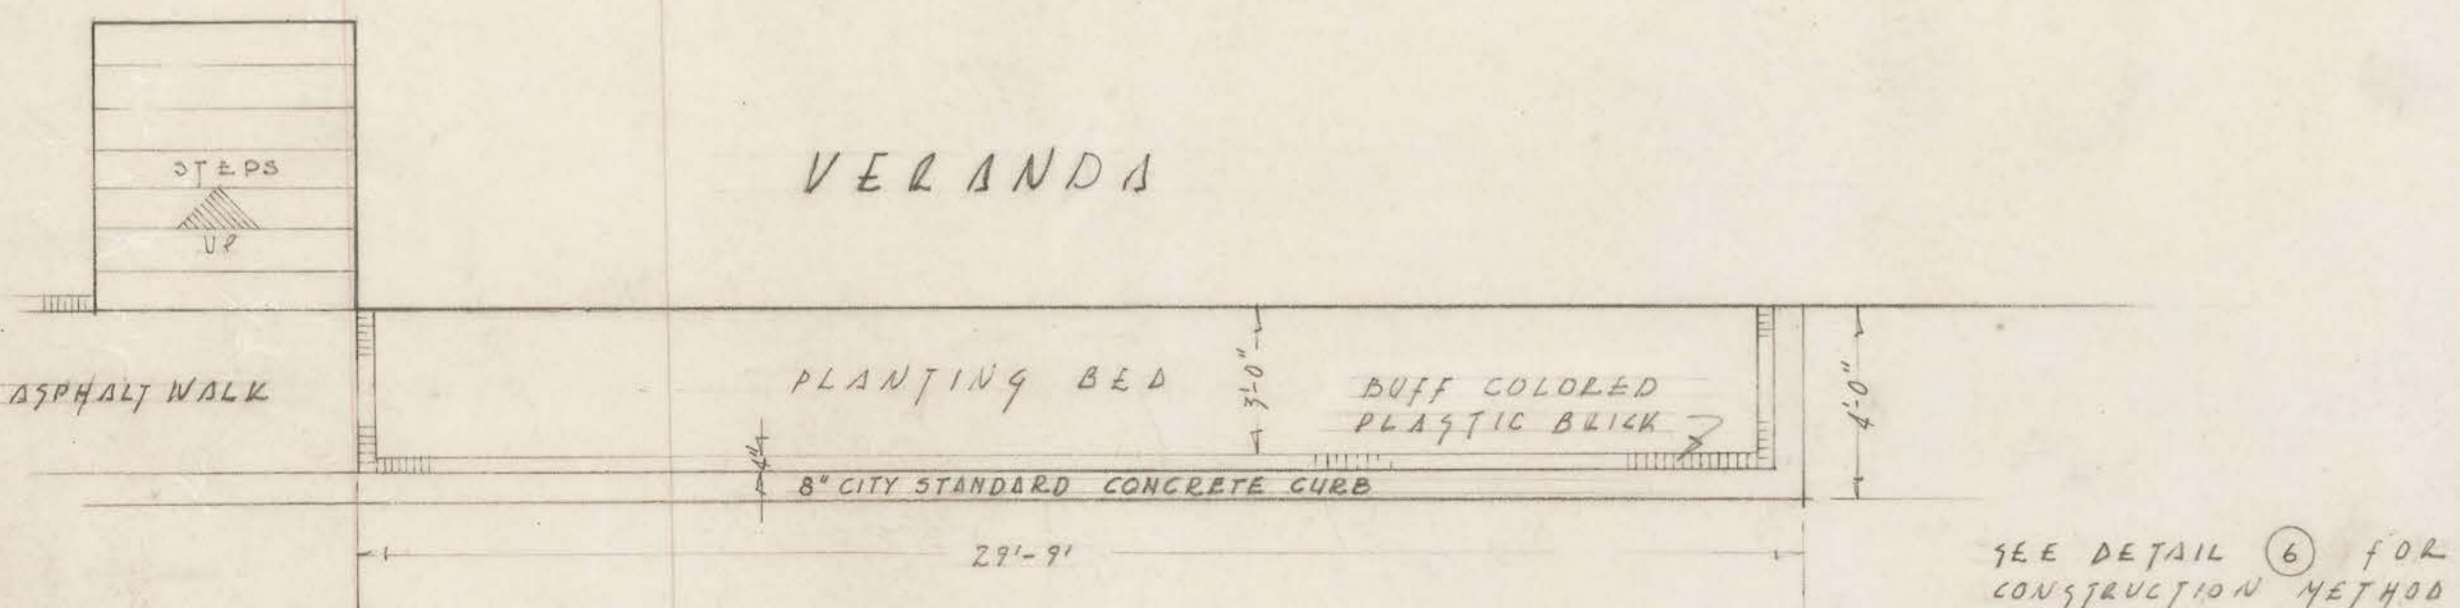 STEPS
UP
VERANDA
ASPHALT WALK
PLANTING BED
3'-0"
BUFF COLORED
PLASTIC BRICK
4'-0"
4"
8" CITY STANDARD CONCRETE CURB
29'-9'
SEE DETAIL 6 FOR
CONSTRUCTION METHOD